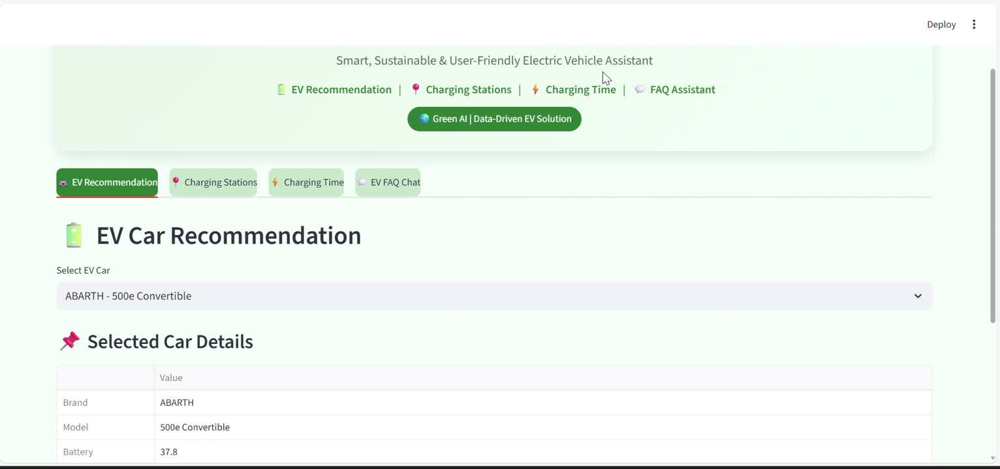 Deploy
Smart, Sustainable & User-Friendly Electric Vehicle Assistant
EV Recommendation | Charging Stations | Charging Time | FAQ Assistant
Green AI | Data-Driven EV Solution
EV Recommendation Charging Stations Charging Time EV FAQ Chat
EV Car Recommendation
Select EV Car
ABARTH - 500e Convertible
Selected Car Details
Value
Brand ABARTH
Model 500e Convertible
Battery 37.8